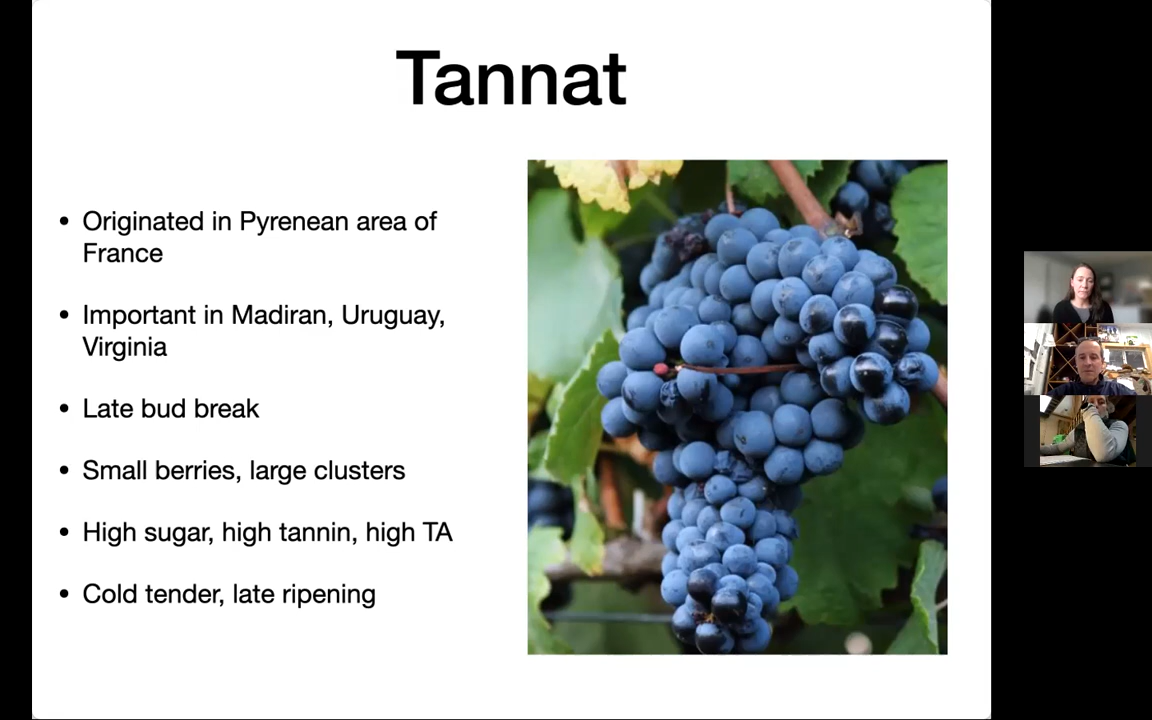 Tannat
• Originated in Pyrenean area of
France
• Important in Madiran, Uruguay,
Virginia
• Late bud break
• Small berries, large clusters
• High sugar, high tannin, high TA
• Cold tender, late ripening